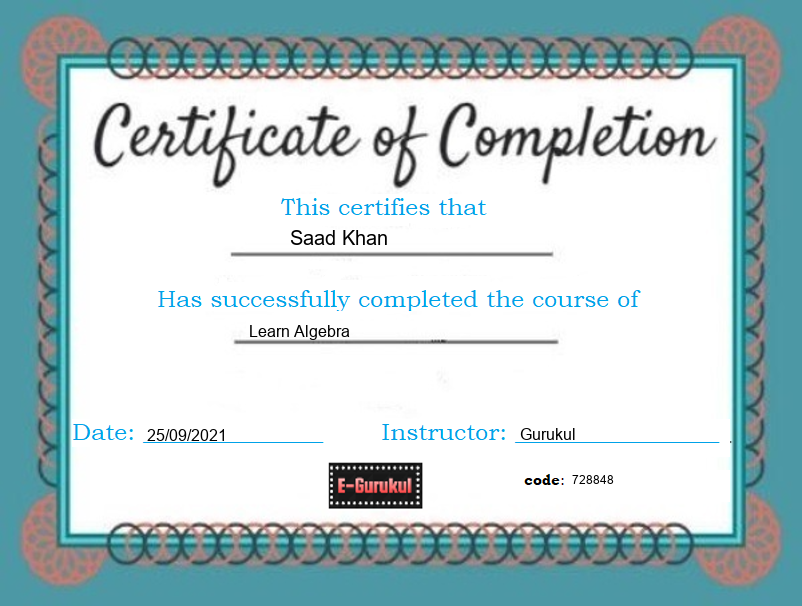 Certificate of Completion
This certifies that
Saad Khan
Has successfully completed the course of
Learn Algebra
Date: 25/09/2021 Instructor: Gurukul
E-Gurukul code: 728848